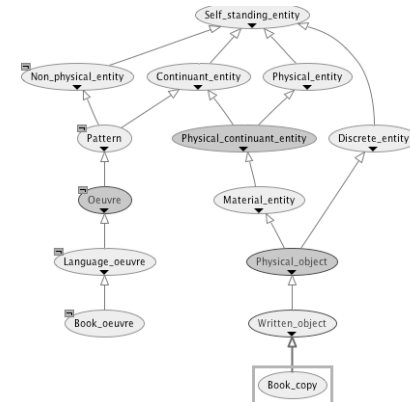 Self_standing_entity
Non_physical_entity
Continuant_entity
Physical_entity
Pattern
Physical_continuant_entity
Discrete_entity
Oeuvre
Material_entity
Language_oeuvre
Physical_object
Book_oeuvre
Written_object
Book_copy